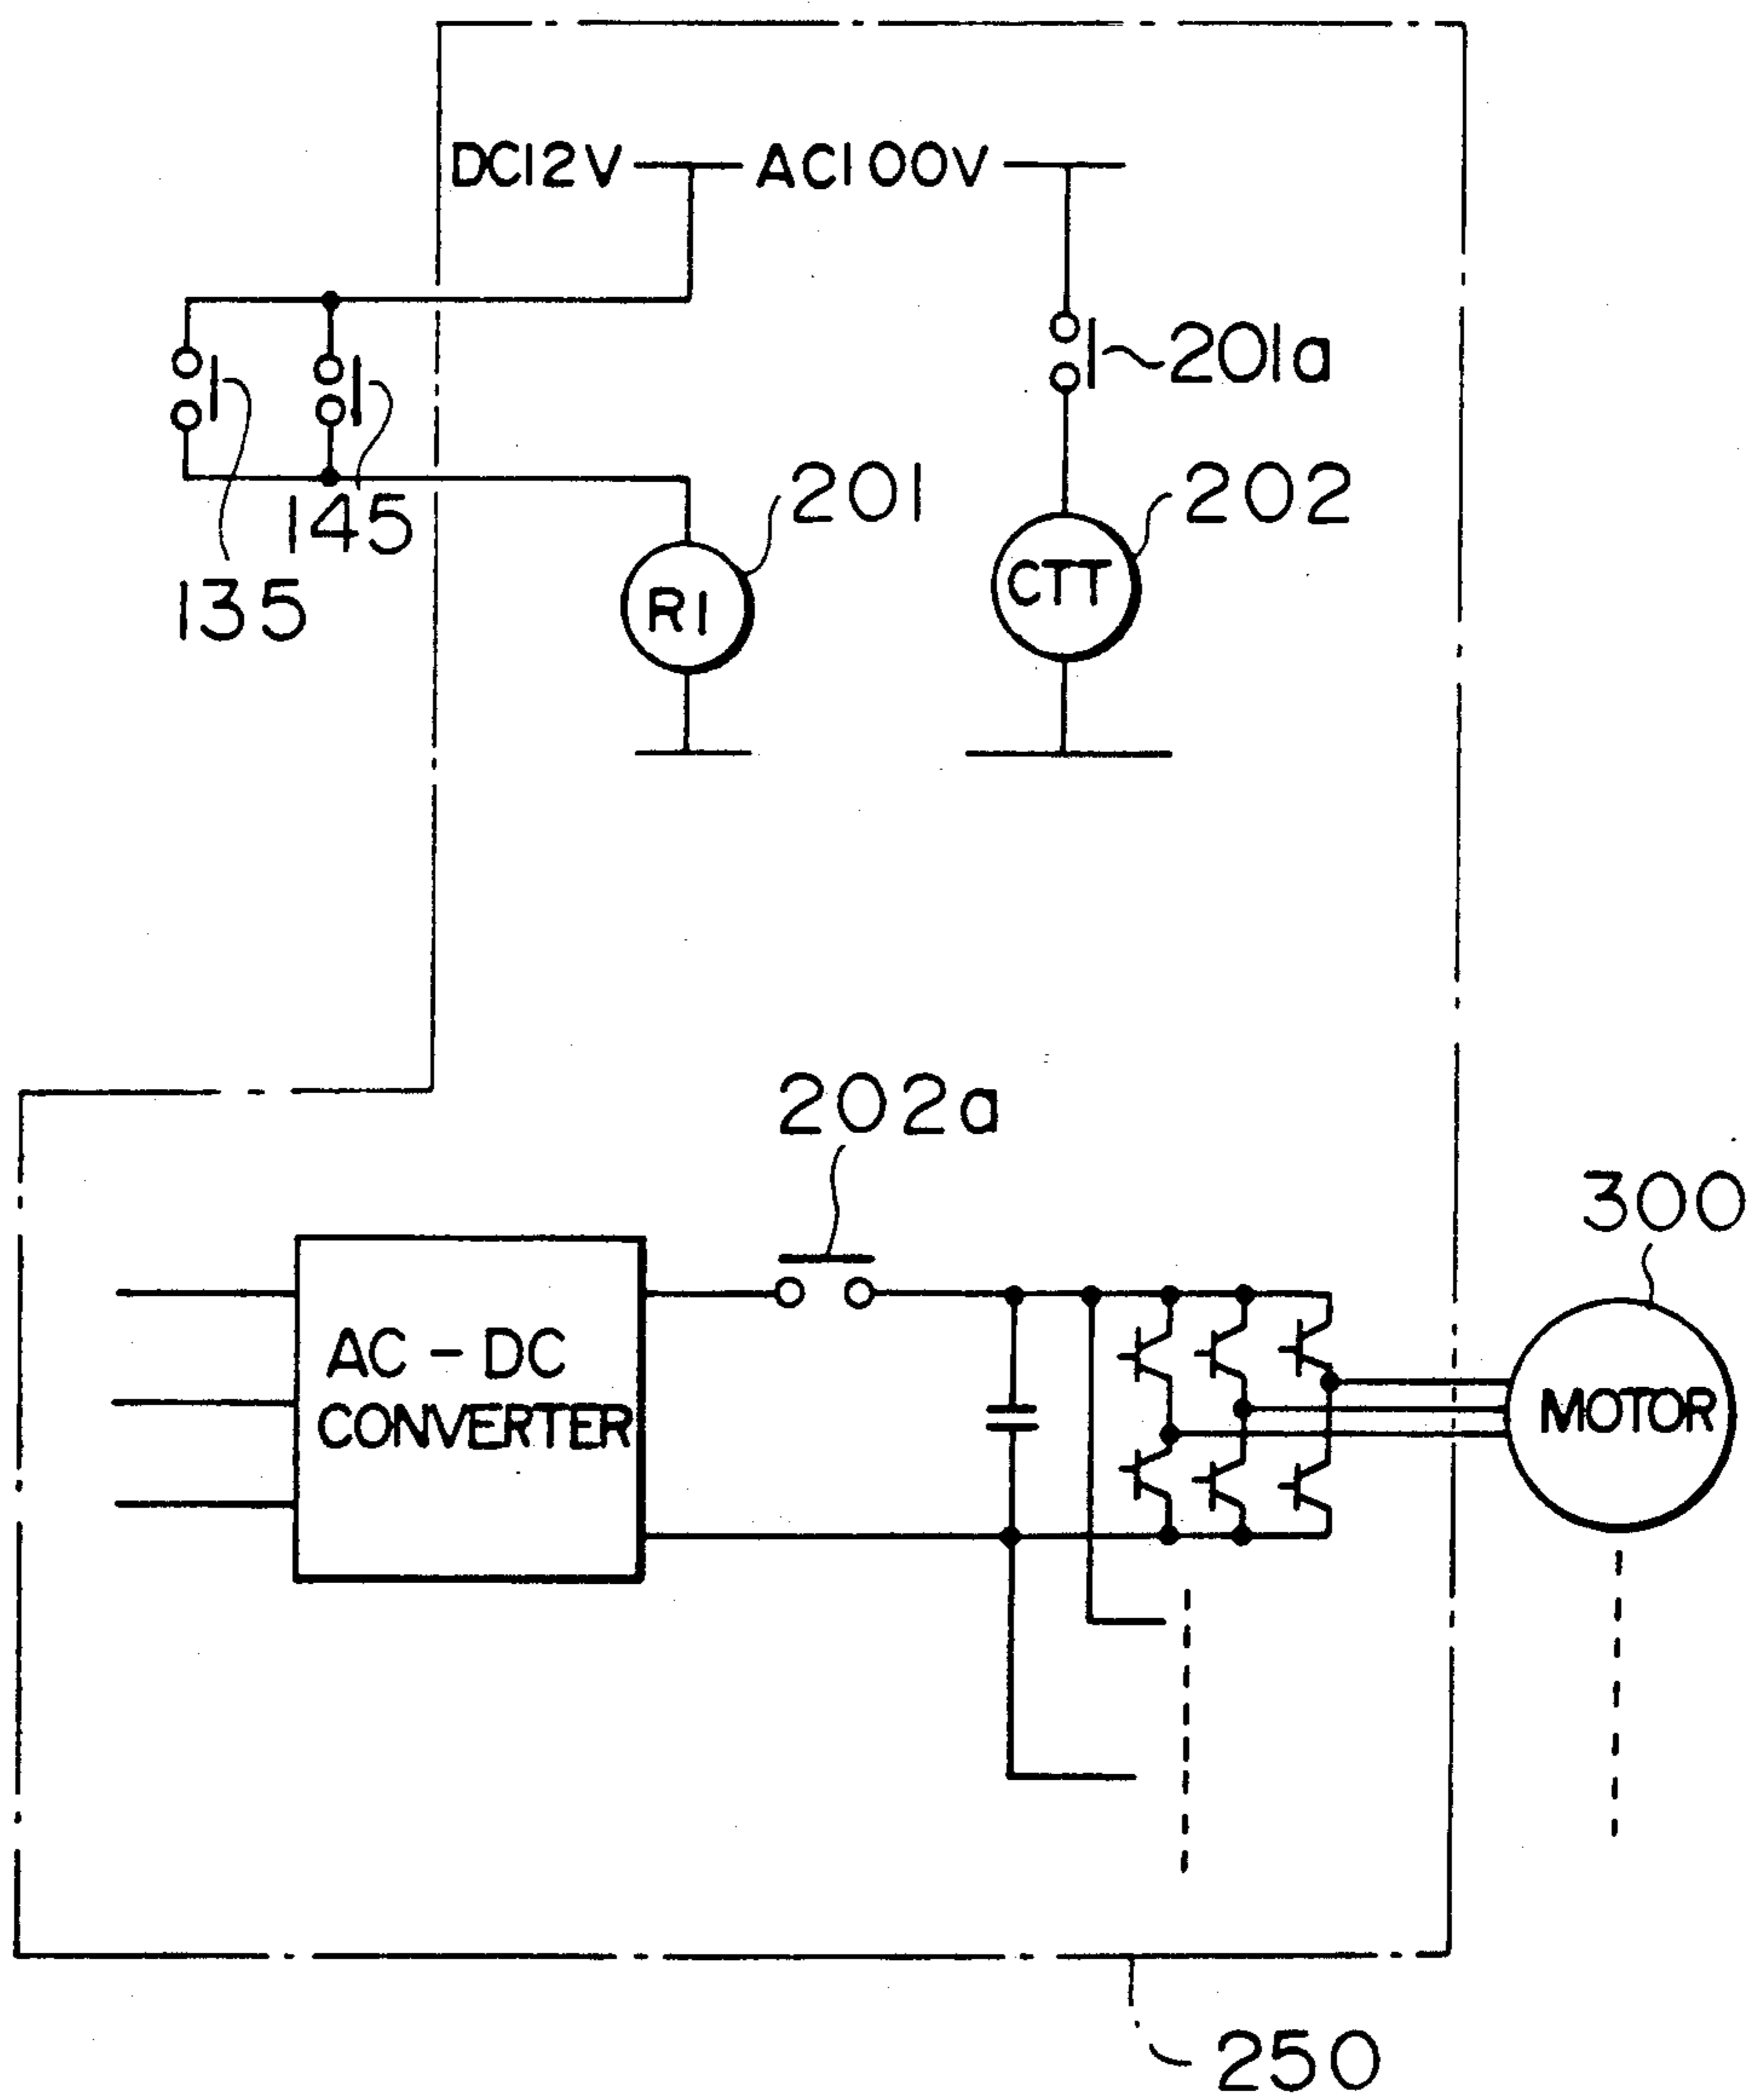 DC12V
AC100V
201a
201
202
145
135
R1
CTT
202a
300
AC-DC
CONVERTER
MOTOR
250